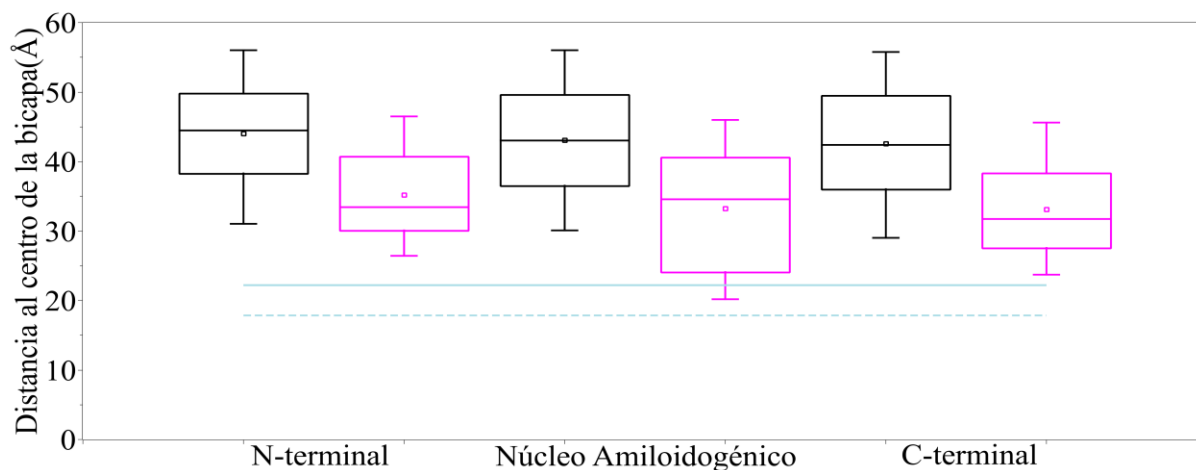 Distancia al centro de la bicapa(Å)
60
50
40
30
20
10
0
N-terminal
Núcleo Amiloidogénico
C-terminal